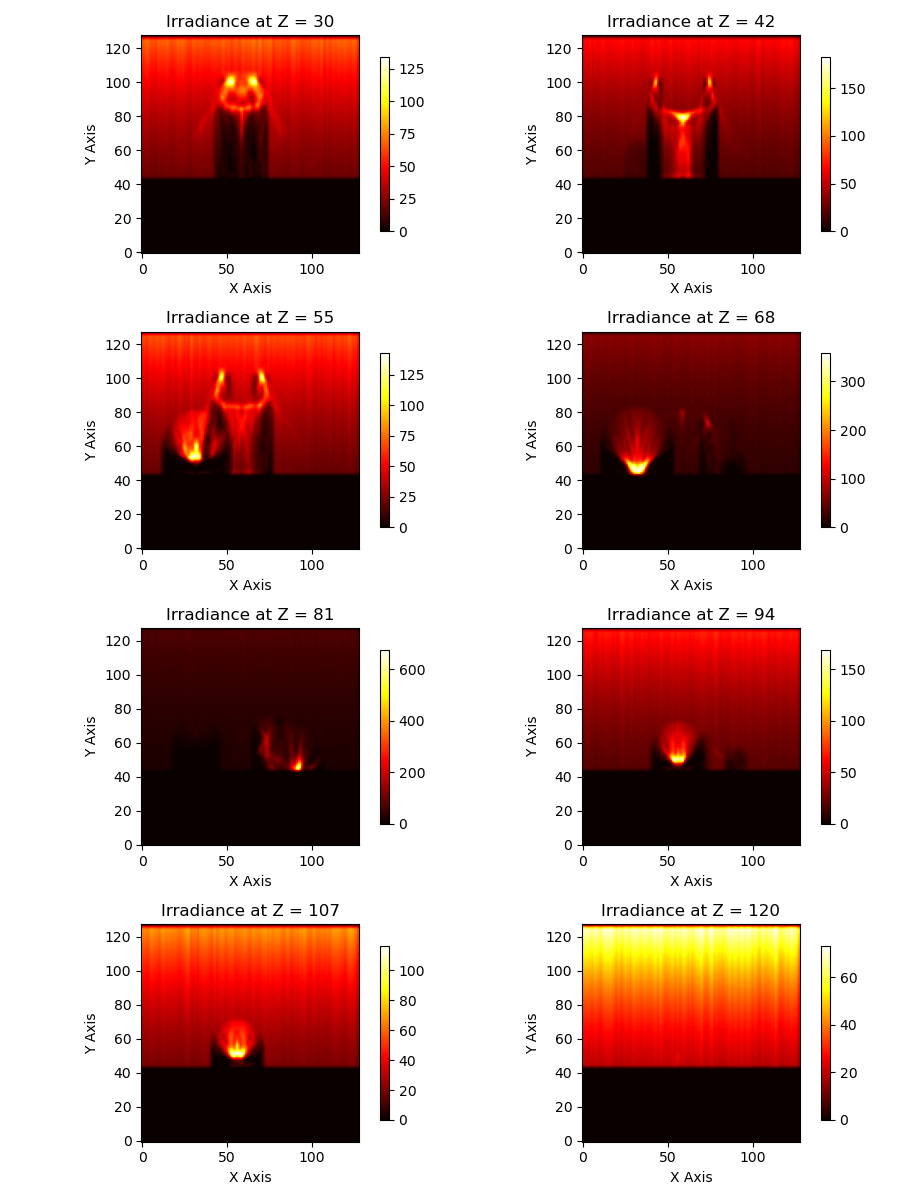 Irradiance at Z = 30
Y Axis
120
100
80
60
40
20
0
0 50 100
X Axis
125
100
75
50
25
0
Irradiance at Z = 42
Y Axis
120
100
80
60
40
20
0
0 50 100
X Axis
150
100
50
0
Irradiance at Z = 55
Y Axis
120
100
80
60
40
20
0
0 50 100
X Axis
125
100
75
50
25
0
Irradiance at Z = 68
Y Axis
120
100
80
60
40
20
0
0 50 100
X Axis
300
200
100
0
Irradiance at Z = 81
Y Axis
120
100
80
60
40
20
0
0 50 100
X Axis
600
400
200
0
Irradiance at Z = 94
Y Axis
120
100
80
60
40
20
0
0 50 100
X Axis
150
100
50
0
Irradiance at Z = 107
Y Axis
120
100
80
60
40
20
0
0 50 100
X Axis
100
80
60
40
20
0
Irradiance at Z = 120
Y Axis
120
100
80
60
40
20
0
0 50 100
X Axis
60
40
20
0